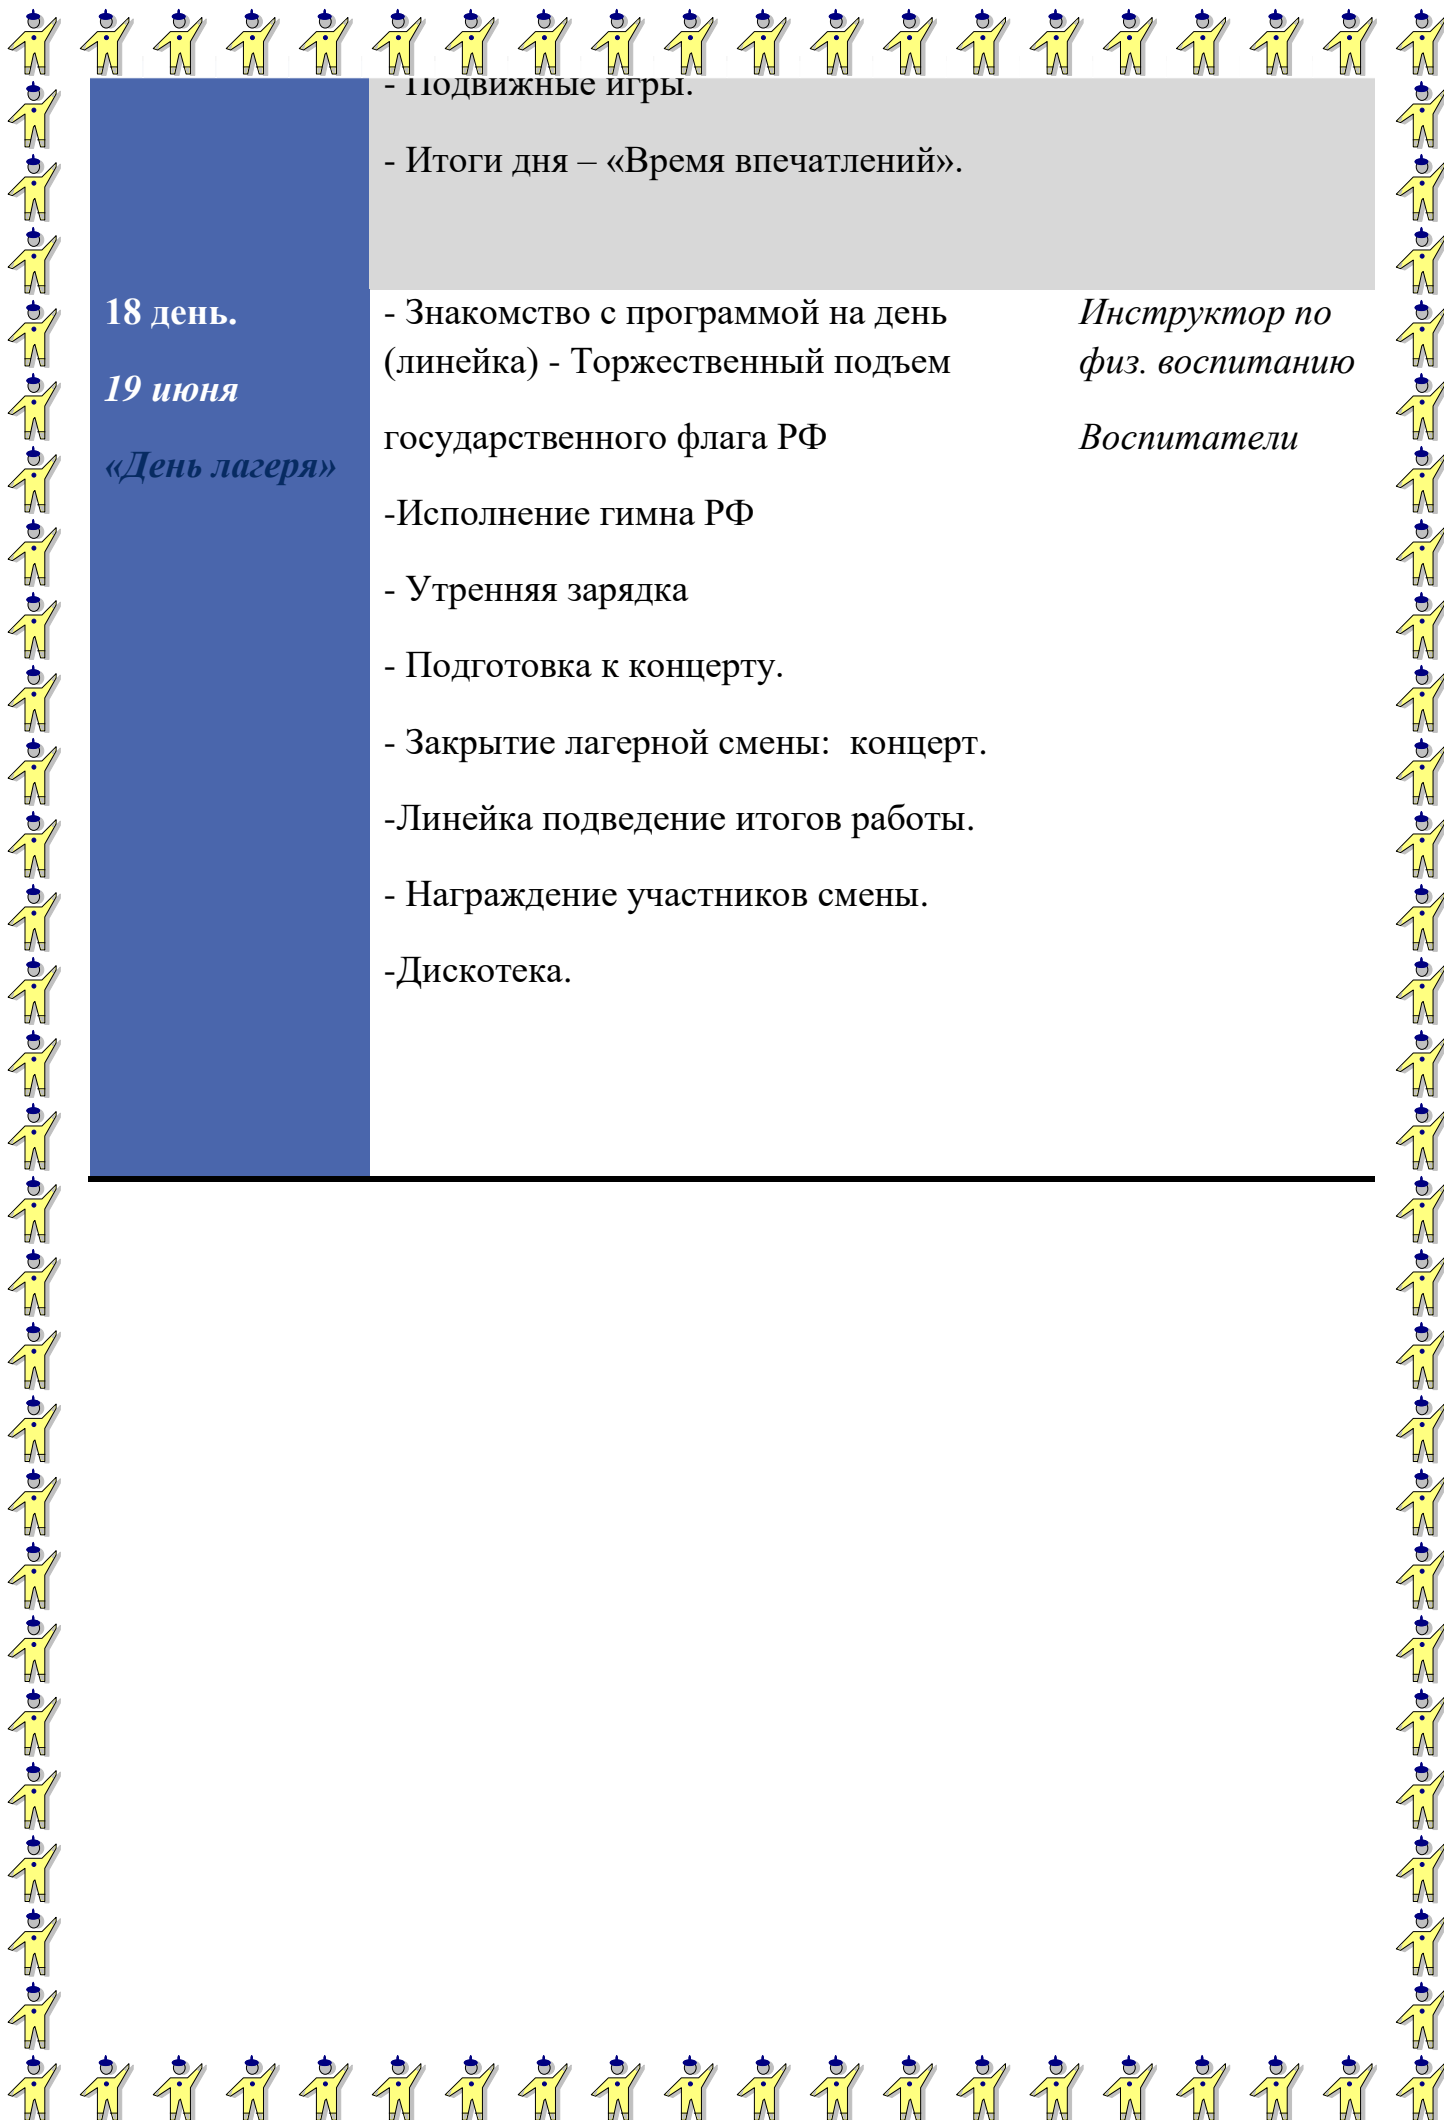 - Подвижные игры.
- Итоги дня – «Время впечатлений».
18 день.
19 июня
«День лагеря»
- Знакомство с программой на день
(линейка) - Торжественный подъем
государственного флага РФ
-Исполнение гимна РФ
- Утренняя зарядка
- Подготовка к концерту.
- Закрытие лагерной смены:  концерт.
-Линейка подведение итогов работы.
- Награждение участников смены.
-Дискотека.
Инструктор по
физ. воспитанию
Воспитатели